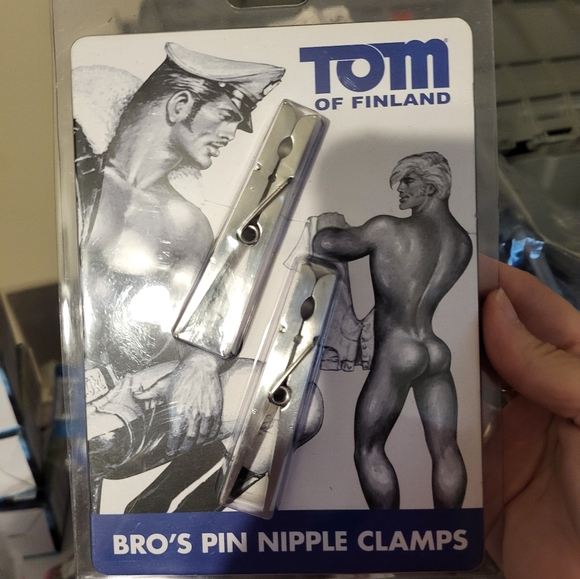 TOM
OF FINLAND
BRO'S PIN NIPPLE CLAMPS